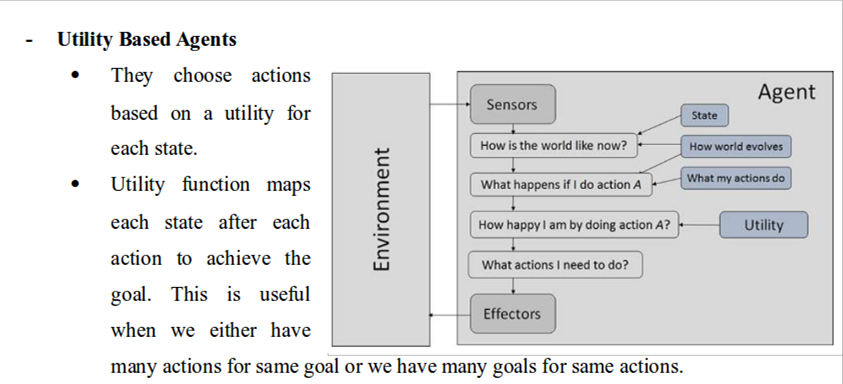 - Utility Based Agents
• They choose actions
based on a utility for
each state.
• Utility function maps
each state after each
action to achieve the
goal. This is useful
when we either have
many actions for same goal or we have many goals for same actions.
Environment
Agent
Sensors
State
How is the world like now?
How world evolves
What happens if I do action A
What my actions do
How happy I am by doing action A?
Utility
What actions I need to do?
Effectors